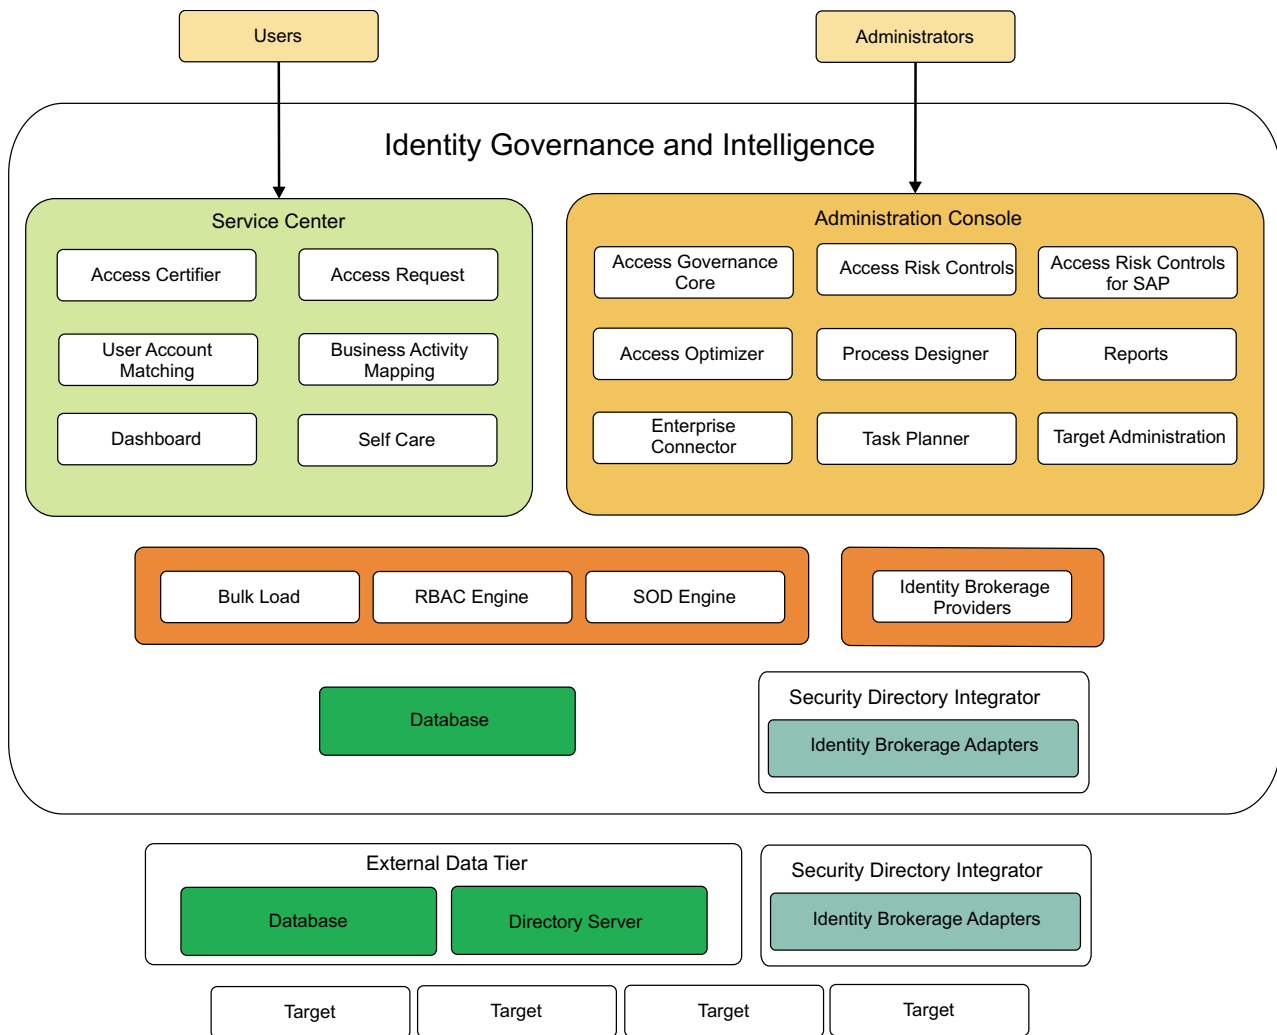 Users
Administrators
Identity Governance and Intelligence
Service Center
Access Certifier
Access Request
User Account
Matching
Business Activity
Mapping
Dashboard
Self Care
Administration Console
Access Governance
Core
Access Risk Controls
Access Risk Controls
for SAP
Access Optimizer
Process Designer
Reports
Enterprise
Connector
Task Planner
Target Administration
Bulk Load
RBAC Engine
SOD Engine
Identity Brokerage
Providers
Database
Security Directory Integrator
Identity Brokerage Adapters
External Data Tier
Database
Directory Server
Security Directory Integrator
Identity Brokerage Adapters
Target
Target
Target
Target